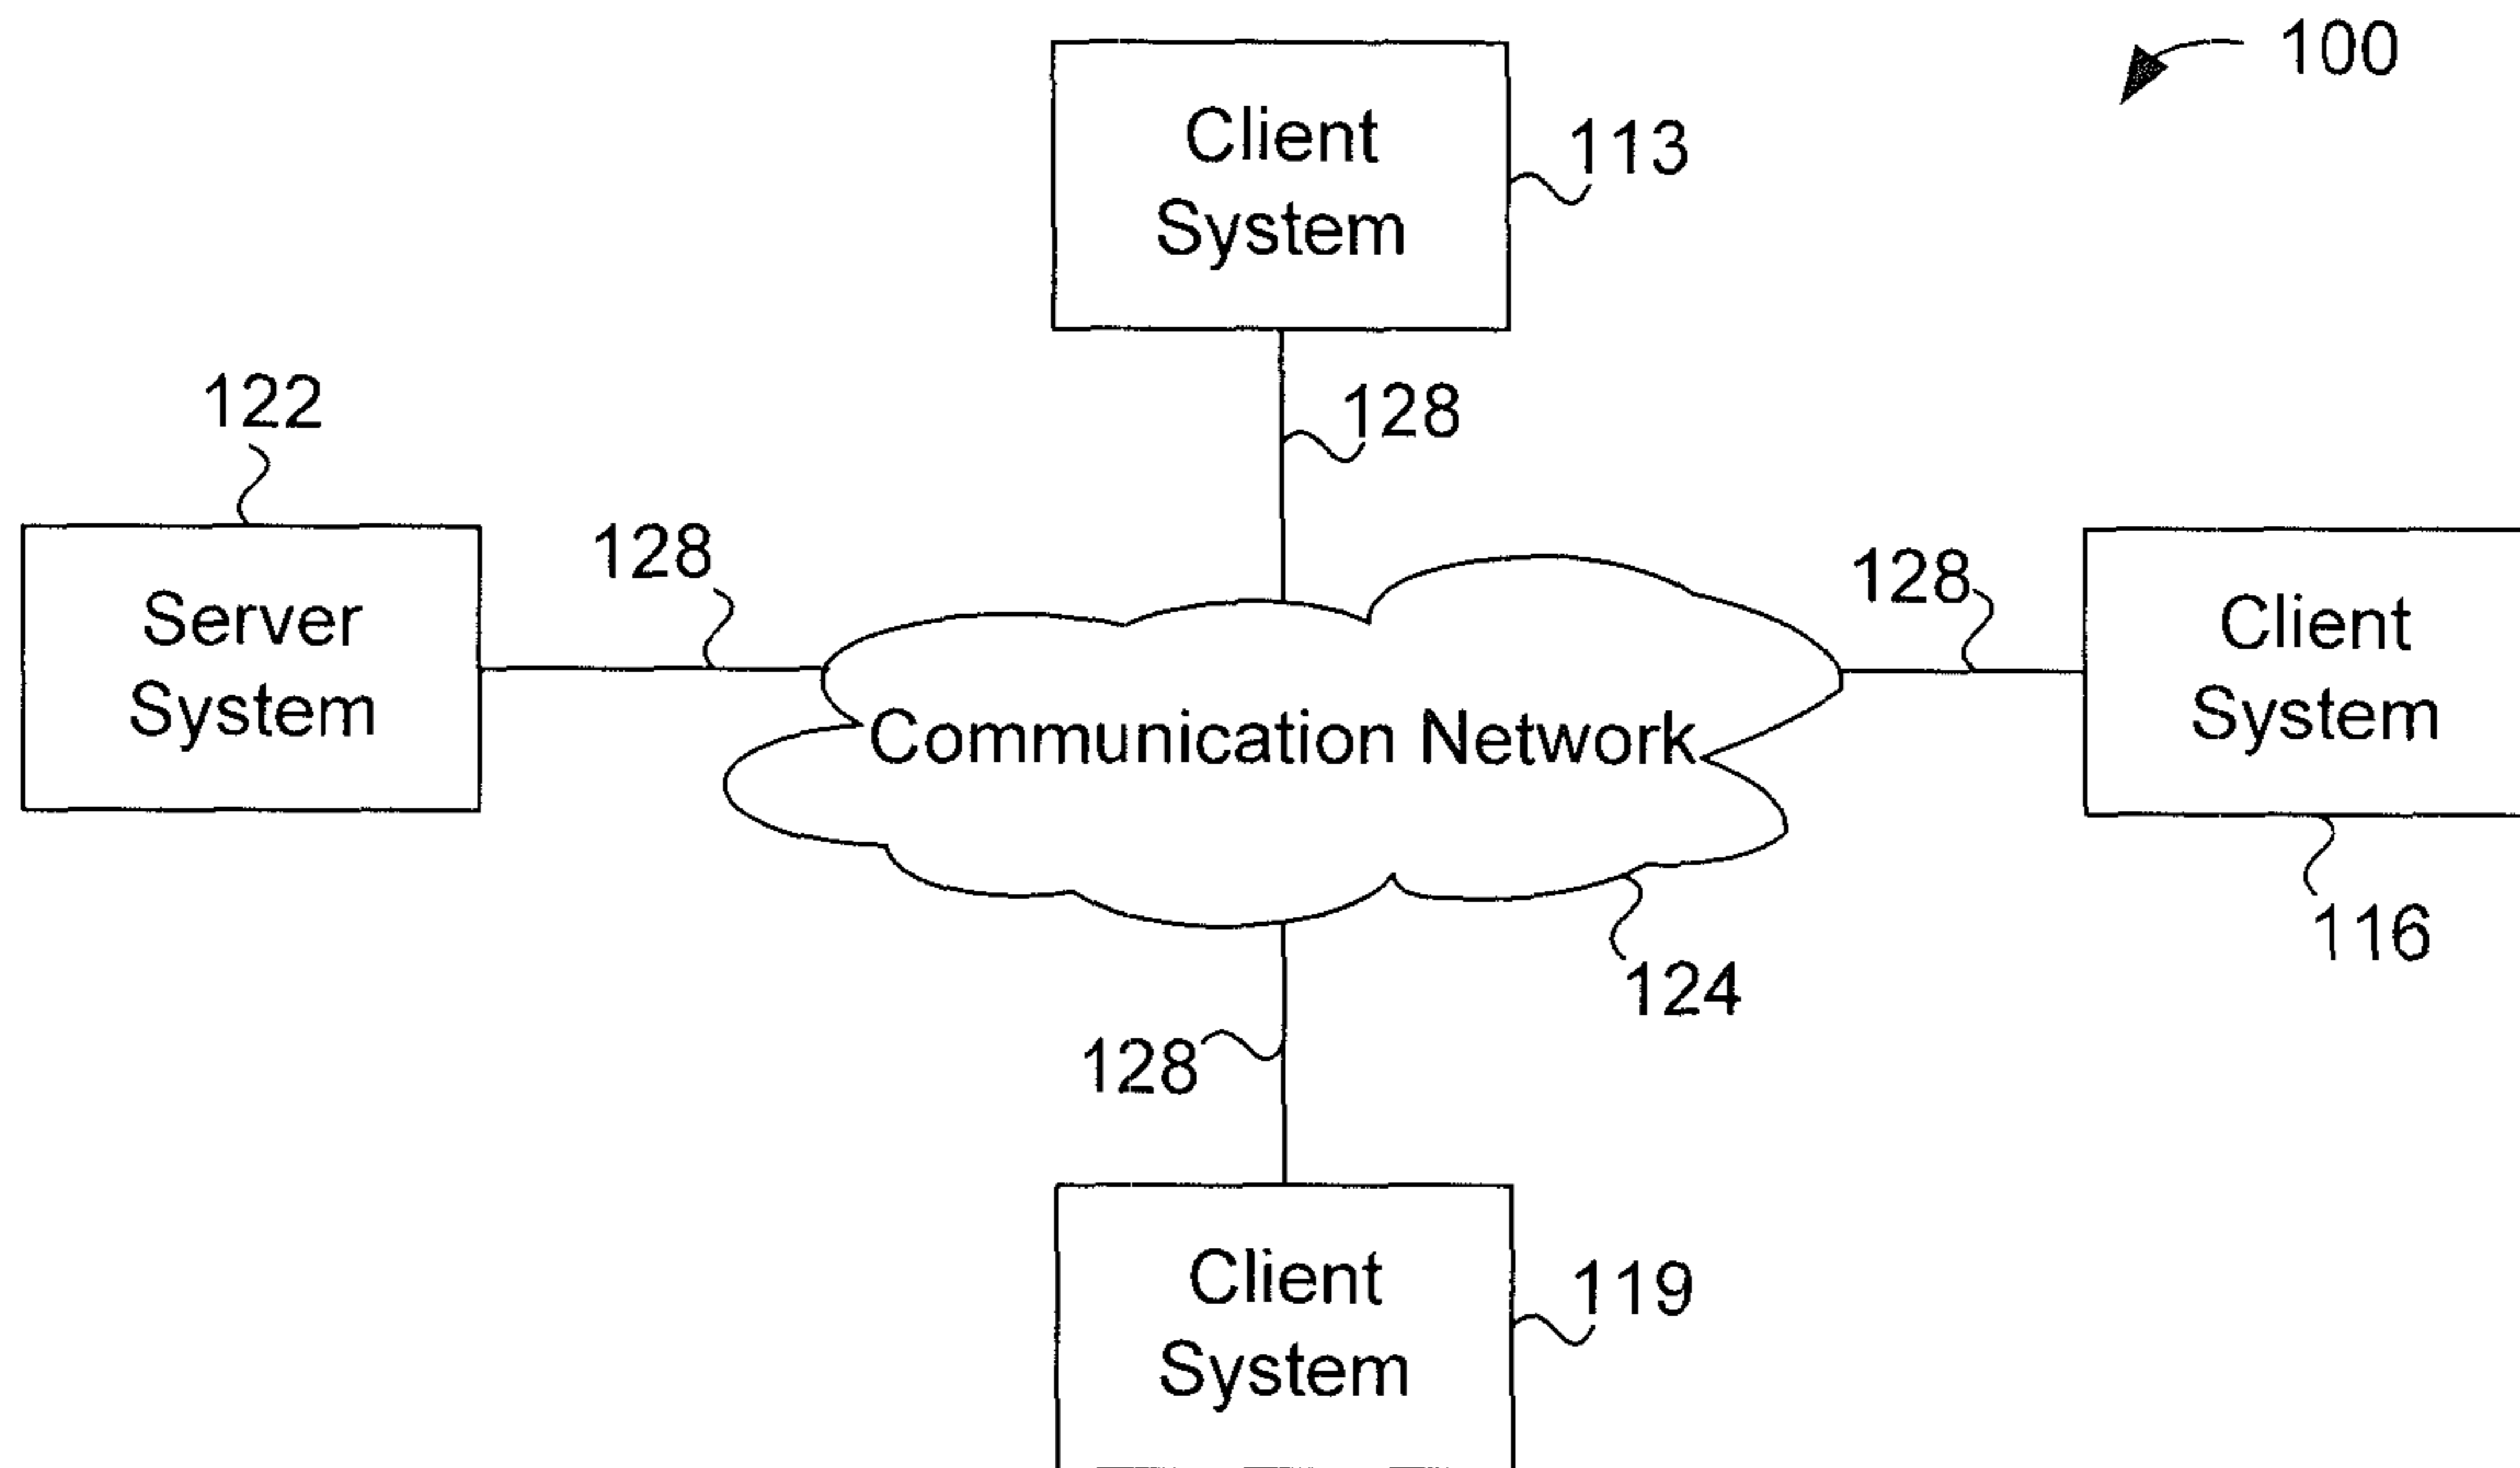 100
Client
System
113
128
122
Server
System
128
128
Client
System
Communication Network
116
124
128
Client
System
119